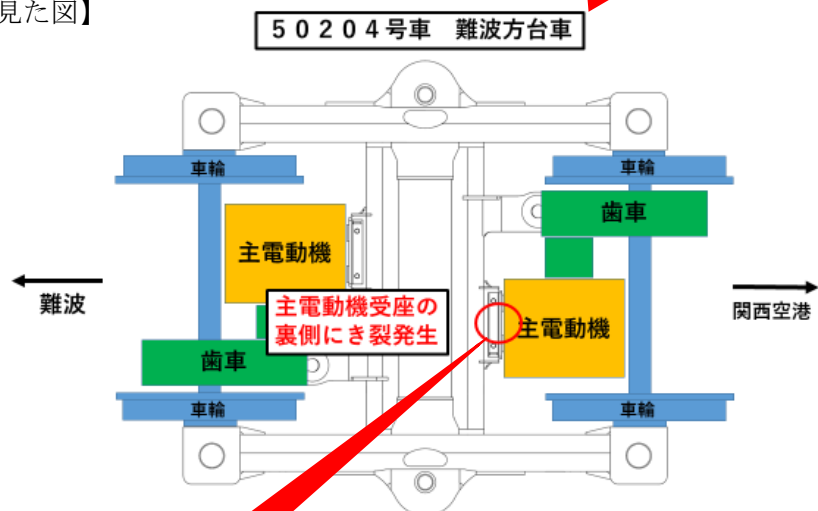 見た図】
５０２０４号車　難波方台車
車輪
車輪
歯車
主電動機
難波
関西空港
主電動機受座の
裏側にき裂発生
主電動機
歯車
車輪
車輪